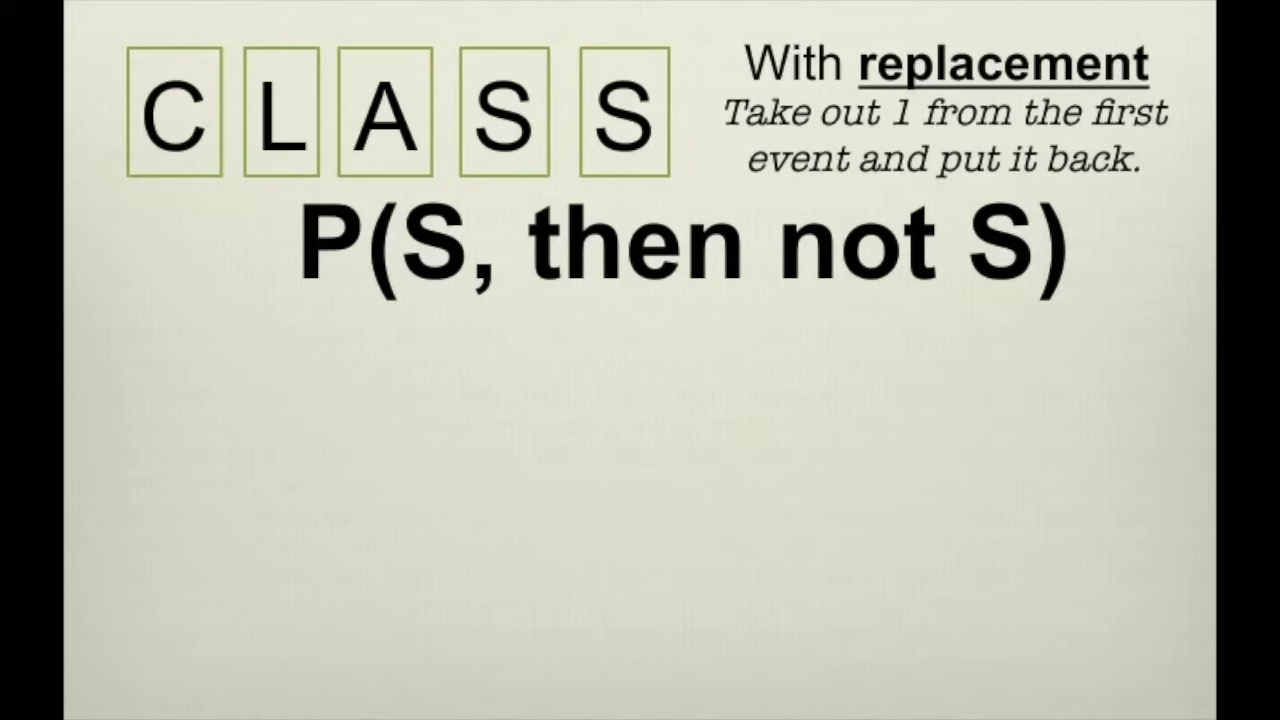 C L A S S
With replacement
Take out 1 from the first
event and put it back.
P(S, then not S)